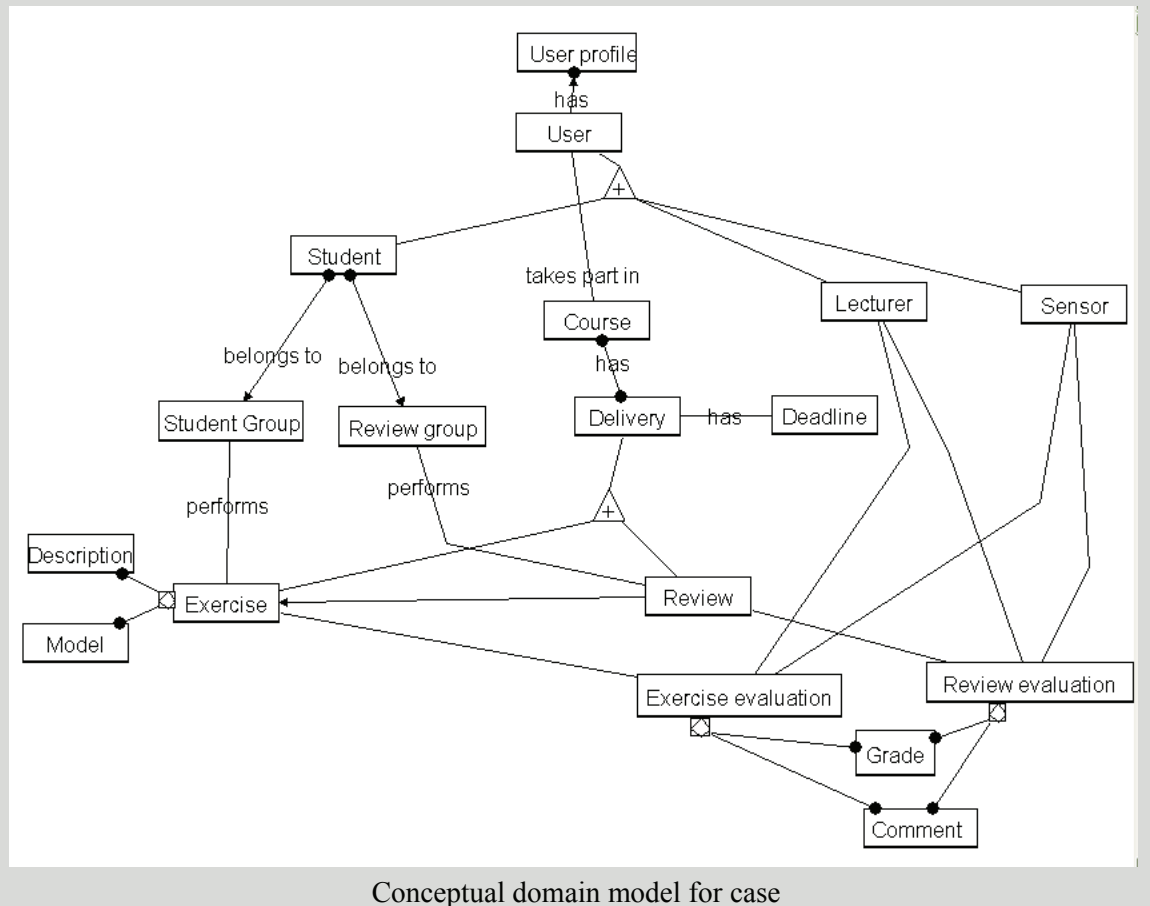 User profile
has
User
+
Student
takes part in
Lecturer
Sensor
Course
has
belongs to
belongs to
Student Group
Review group
Delivery
has
Deadline
performs
performs
+
Description
Exercise
Review
Model
Exercise evaluation
Review evaluation
Grade
Comment
Conceptual domain model for case